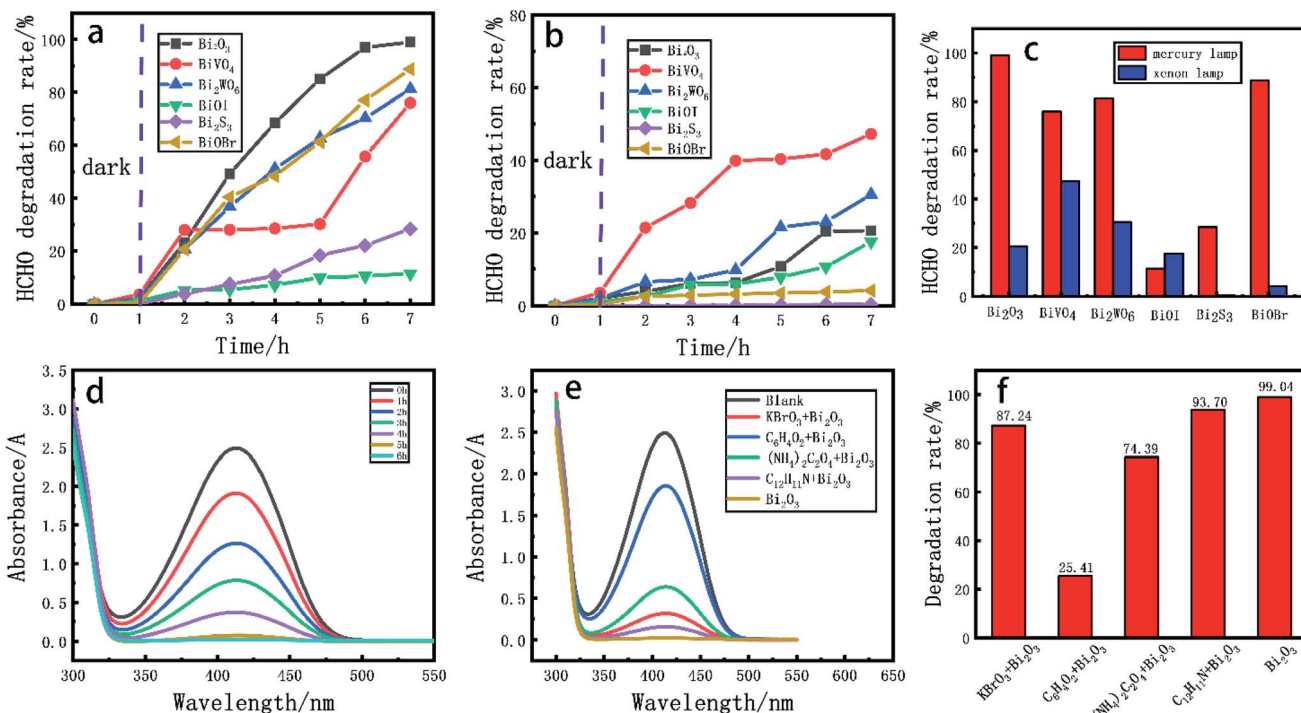 a
HCHO degradation rate/%
100
80
60
40
20
0
dark
Bi₂O₃
BiVO₄
Bi₂WO₆
BiOI
Bi₂S₃
BiOBr
0 1 2 3 4 5 6 7
Time/h
b
HCHO degradation rate/%
80
60
40
20
0
dark
Bi₂O₃
BiVO₄
Bi₂WO₆
BiOI
Bi₂S₃
BiOBr
0 1 2 3 4 5 6 7
Time/h
c
HCHO degradation rate/%
100
80
60
40
20
0
mercury lamp
xenon lamp
Bi₂O₃ BiVO₄ Bi₂WO₆ BiOI Bi₂S₃ BiOBr
d
Absorbance/A
3.5
3.0
2.5
2.0
1.5
1.0
0.5
0.0
0h
1h
2h
3h
4h
5h
6h
300 350 400 450 500 550
Wavelength/nm
e
Absorbance/A
3.0
2.5
2.0
1.5
1.0
0.5
0.0
Blank
KBrO₃+Bi₂O₃
C₆H₄O₂+Bi₂O₃
(NH₄)₂C₂O₄+Bi₂O₃
C₁₂H₁₁N+Bi₂O₃
Bi₂O₃
300 350 400 450 500 550 600 650
Wavelength/nm
f
Degradation rate/%
100
80
60
40
20
0
87.24
25.41
74.39
93.70
99.04
KBrO₃+Bi₂O₃
C₆H₄O₂+Bi₂O₃
(NH₄)₂C₂O₄+Bi₂O₃
C₁₂H₁₁N+Bi₂O₃
Bi₂O₃